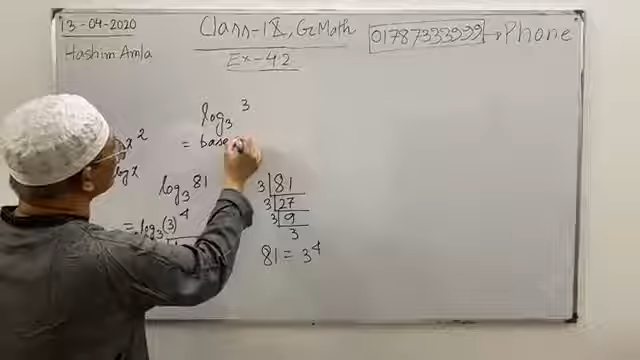 13-04-2020
Class-18, G. Math
01787333999 → Phone
Hashim Amla
Ex-4.2
log₃ 3
x²
= base
log x
log₃ 81
3 | 81
3 | 27
3 | 9
3
= log₃ (3)⁴
81 = 3⁴